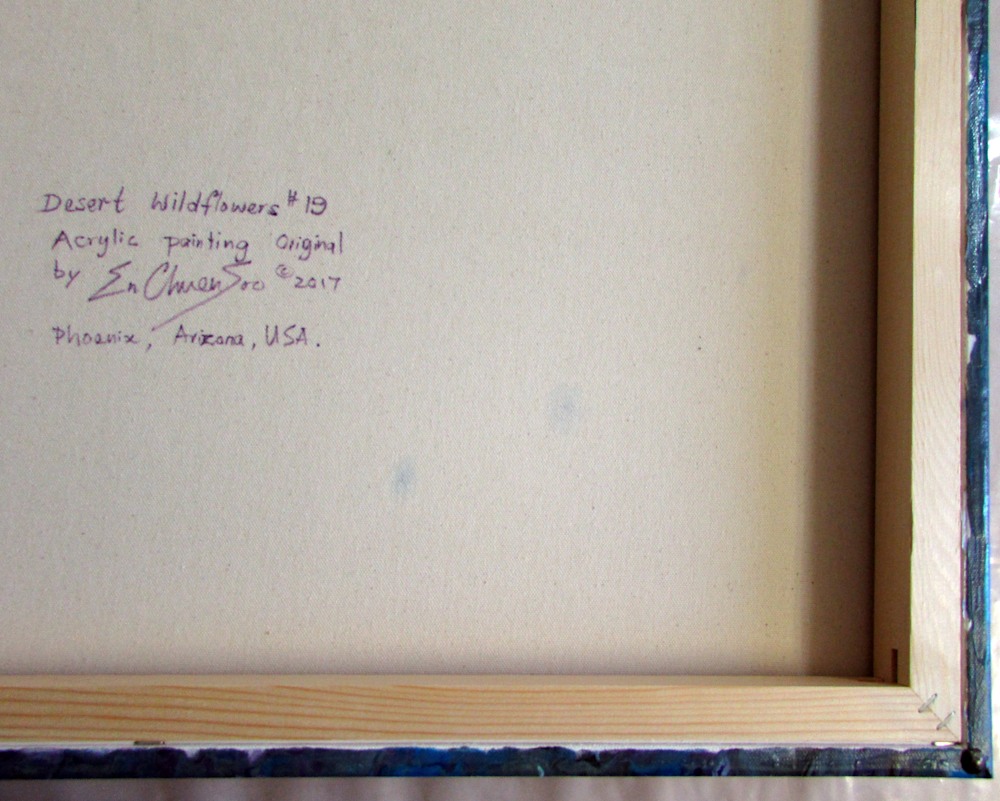 Desert Wildflowers #19
Acrylic painting Original
by En Chuen Soo © 2017
Phoenix, Arizona, USA.